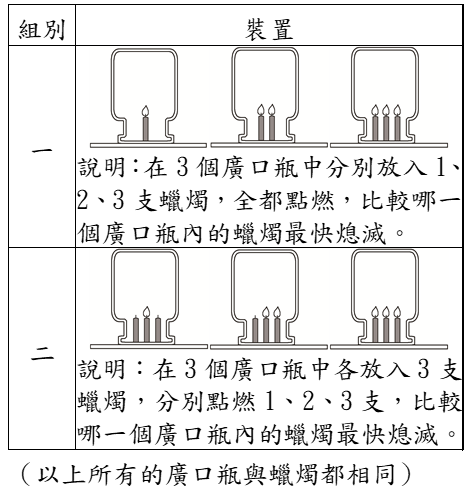 組別 裝置
一
說明：在 3 個廣口瓶中分別放入 1、
2、3 支蠟燭，全都點燃，比較哪一
個廣口瓶內的蠟燭最快熄滅。
二
說明：在 3 個廣口瓶中各放入 3 支
蠟燭，分別點燃 1、2、3 支，比較
哪一個廣口瓶內的蠟燭最快熄滅。
（以上所有的廣口瓶與蠟燭都相同）